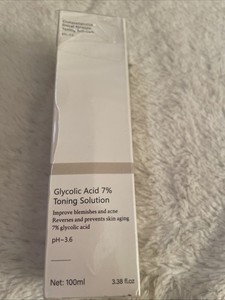 Glycolic Acid 7%
Toning Solution
Improve blemishes and acne
Reverses and prevents skin aging
7% glycolic acid
pH~3.6
Net: 100ml 3.38 fl.oz